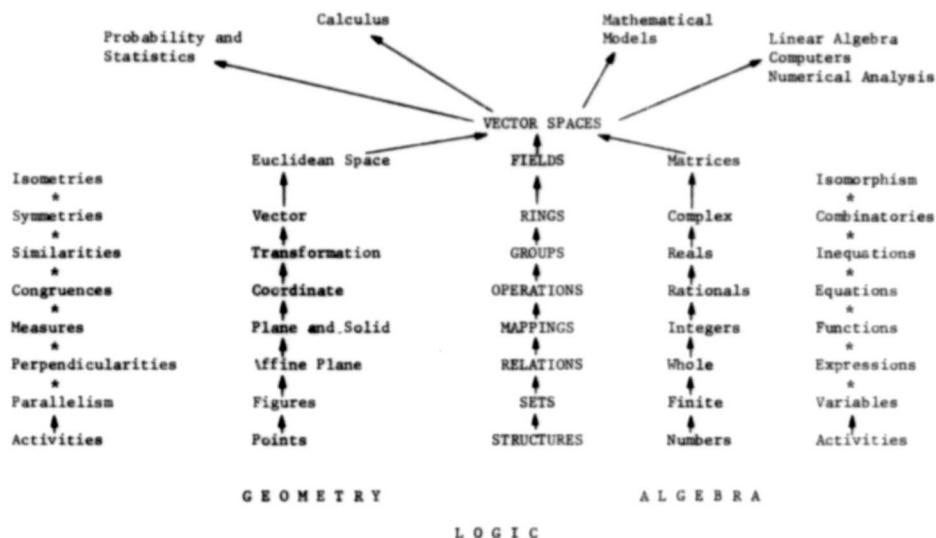 Calculus
Mathematical
Models
Probability and
Statistics
Linear Algebra
Computers
Numerical Analysis
VECTOR SPACES
Euclidean Space FIELDS Matrices
Isometries Isomorphism
* *
Symmetries Vector RINGS Complex Combinatories
* *
Similarities Transformation GROUPS Reals Inequations
* *
Congruences Coordinate OPERATIONS Rationals Equations
* *
Measures Plane and Solid MAPPINGS Integers Functions
* *
Perpendicularities Affine Plane RELATIONS Whole Expressions
* *
Parallelism Figures SETS Finite Variables
Activities Points STRUCTURES Numbers Activities
GEOMETRY ALGEBRA
LOGIC